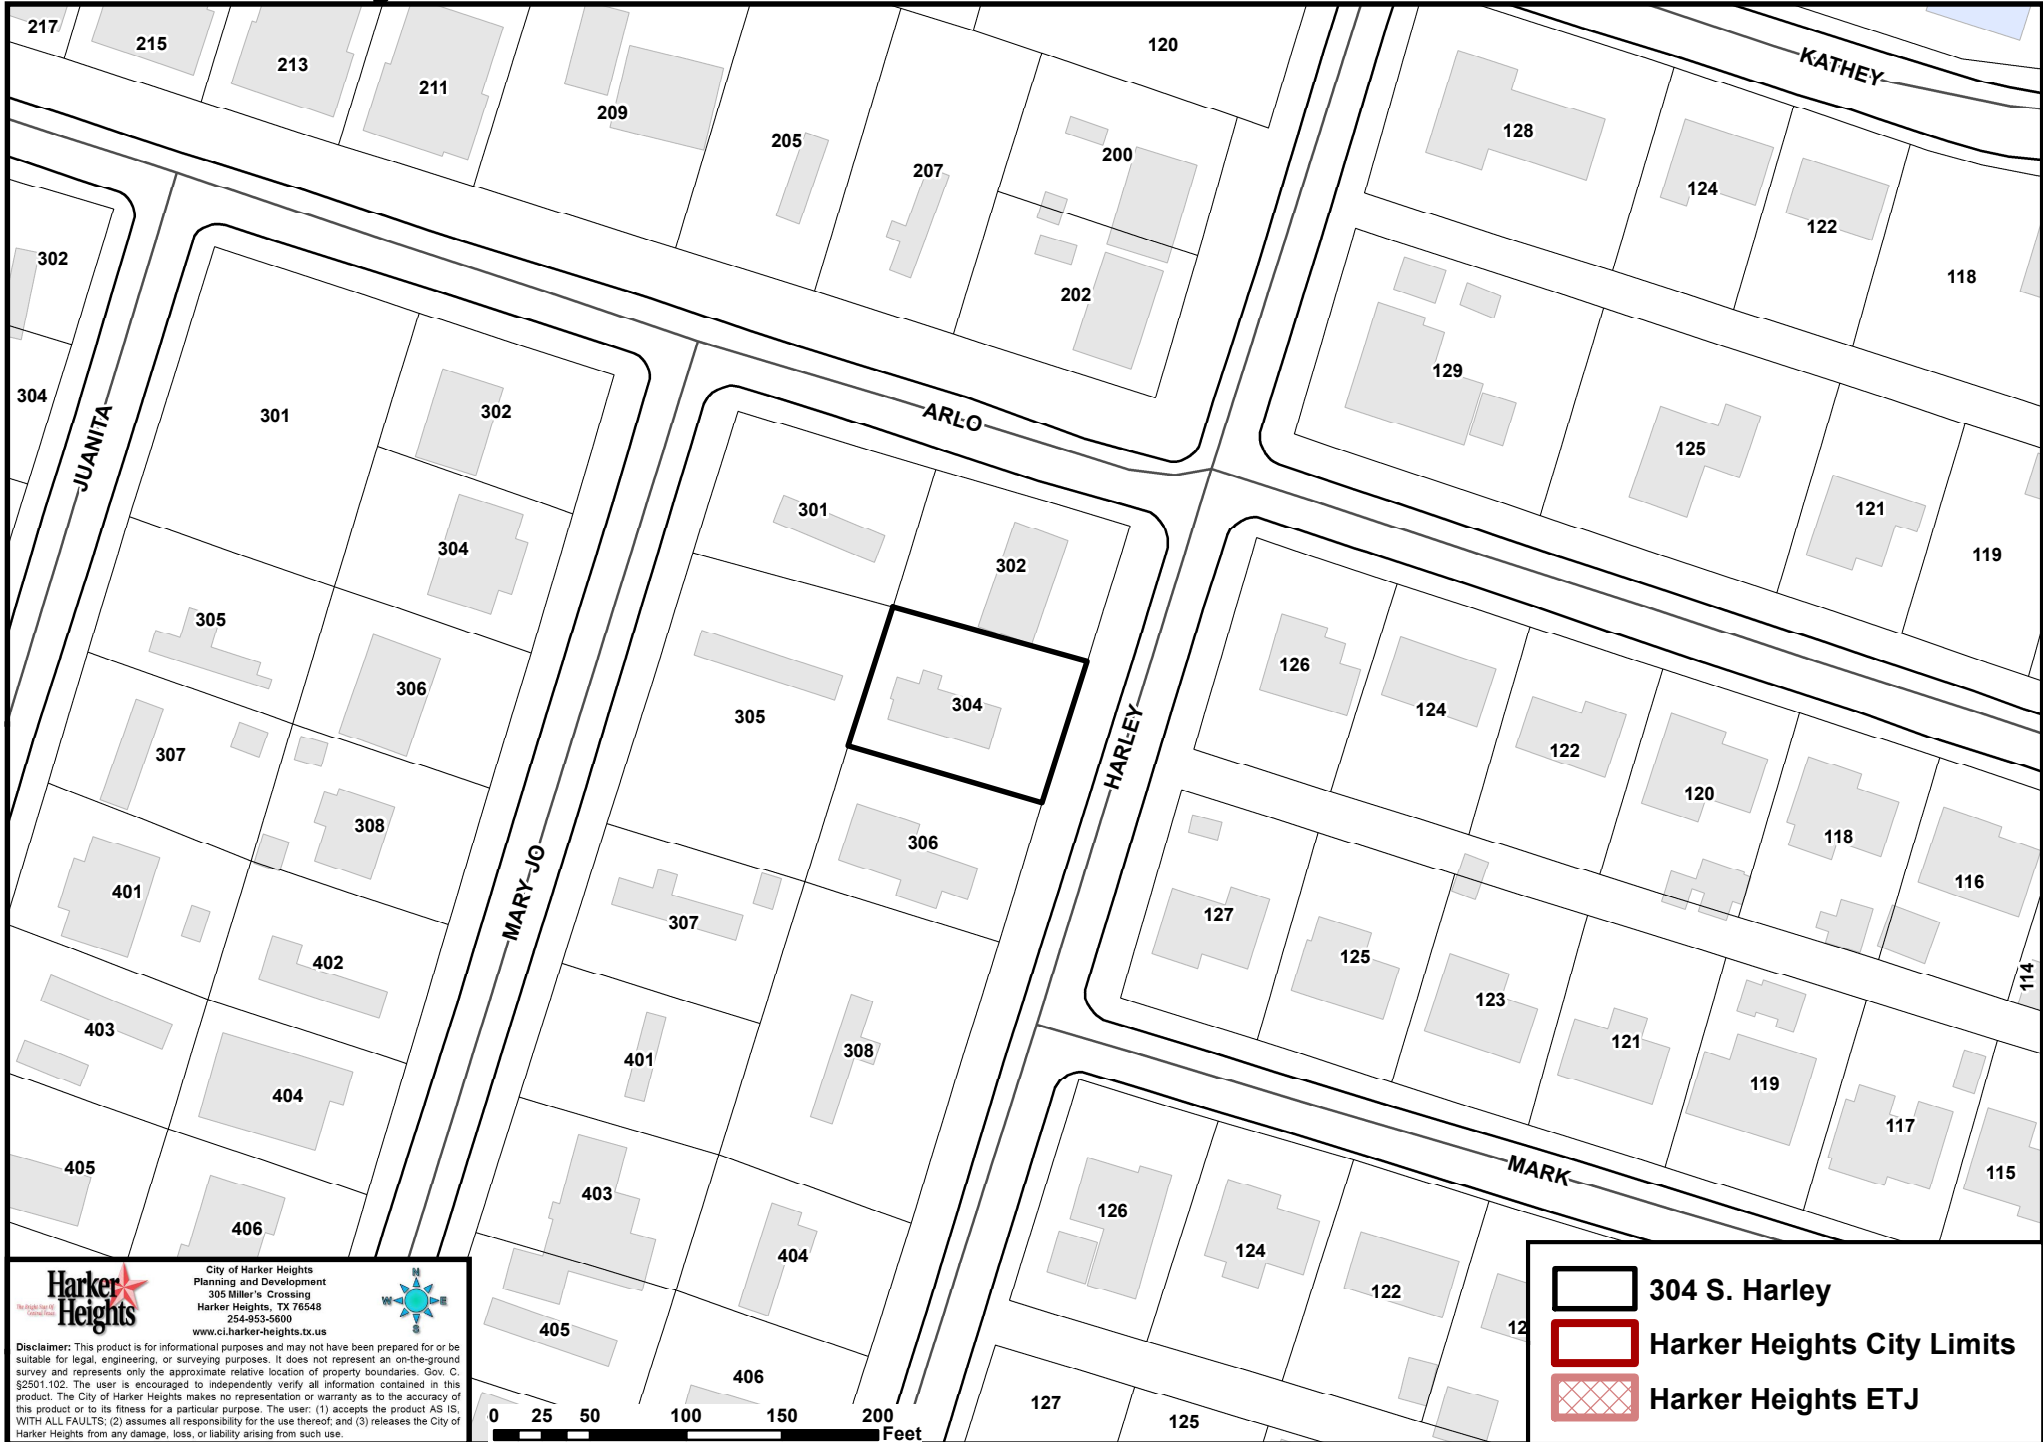 217
215
213
211
209
205
207
120
200
202
KATHEY
128
124
122
118
302
304
JUANITA
301
302
304
ARLO
129
125
121
119
305
306
307
308
401
402
403
404
405
406
MARY JO
301
302
305
304
306
307
308
401
403
404
405
406
HARLEY
126
124
122
120
118
116
114
127
125
123
121
119
117
115
MARK
126
124
122
12
127
125
Harker
Heights
The Bright Star Of
Central Texas
City of Harker Heights
Planning and Development
305 Miller's Crossing
Harker Heights, TX 76548
254-953-5600
www.ci.harker-heights.tx.us
N
W E
S
Disclaimer: This product is for informational purposes and may not have been prepared for or be
suitable for legal, engineering, or surveying purposes. It does not represent an on-the-ground
survey and represents only the approximate relative location of property boundaries. Gov. C.
§2501.102. The user is encouraged to independently verify all information contained in this
product. The City of Harker Heights makes no representation or warranty as to the accuracy of
this product or to its fitness for a particular purpose. The user: (1) accepts the product AS IS,
WITH ALL FAULTS; (2) assumes all responsibility for the use thereof; and (3) releases the City of
Harker Heights from any damage, loss, or liability arising from such use.
0 25 50 100 150 200
Feet
304 S. Harley
Harker Heights City Limits
Harker Heights ETJ